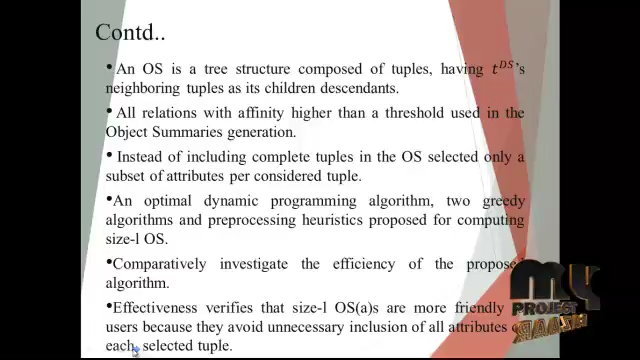 Contd..
• An OS is a tree structure composed of tuples, having t^DS's
neighboring tuples as its children descendants.
• All relations with affinity higher than a threshold used in the
Object Summaries generation.
• Instead of including complete tuples in the OS selected only a
subset of attributes per considered tuple.
•An optimal dynamic programming algorithm, two greedy
algorithms and preprocessing heuristics proposed for computing
size-l OS.
•Comparatively investigate the efficiency of the proposed
algorithm.
•Effectiveness verifies that size-l OS(a)s are more friendly
users because they avoid unnecessary inclusion of all attributes
each selected tuple.
MY
PROJECT
BAZAAR